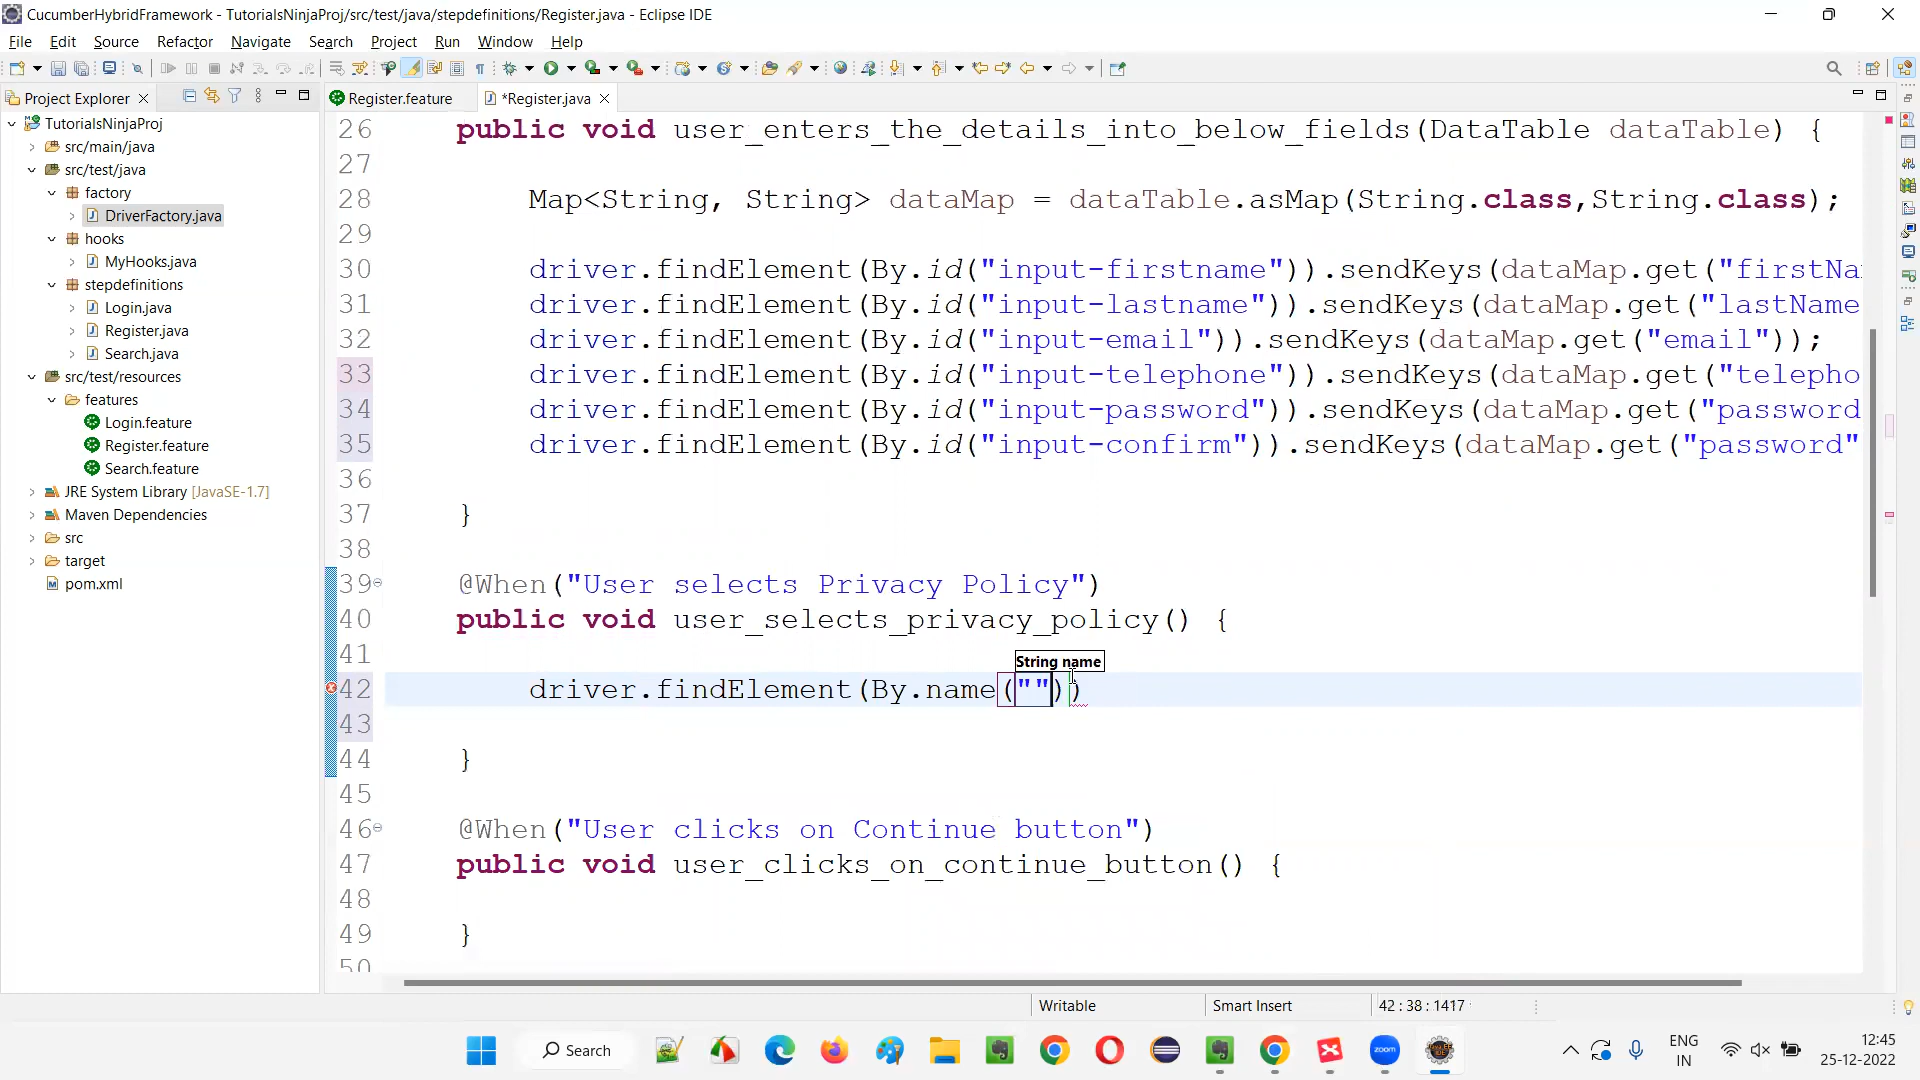 CucumberHybridFramework - TutorialsNinjaProj/src/test/java/stepdefinitions/Register.java - Eclipse IDE
File Edit Source Refactor Navigate Search Project Run Window Help
Project Explorer
Register.feature
*Register.java
TutorialsNinjaProj
src/main/java
src/test/java
factory
DriverFactory.java
hooks
MyHooks.java
stepdefinitions
Login.java
Register.java
Search.java
src/test/resources
features
Login.feature
Register.feature
Search.feature
JRE System Library [JavaSE-1.7]
Maven Dependencies
src
target
pom.xml
26 public void user_enters_the_details_into_below_fields(DataTable dataTable) {
27
28 Map<String, String> dataMap = dataTable.asMap(String.class,String.class);
29
30 driver.findElement(By.id("input-firstname")).sendKeys(dataMap.get("firstNa
31 driver.findElement(By.id("input-lastname")).sendKeys(dataMap.get("lastName
32 driver.findElement(By.id("input-email")).sendKeys(dataMap.get("email"));
33 driver.findElement(By.id("input-telephone")).sendKeys(dataMap.get("telepho
34 driver.findElement(By.id("input-password")).sendKeys(dataMap.get("password
35 driver.findElement(By.id("input-confirm")).sendKeys(dataMap.get("password"
36
37 }
38
39 @When("User selects Privacy Policy")
40 public void user_selects_privacy_policy() {
41
String name
42 driver.findElement(By.name(""))
43
44 }
45
46 @When("User clicks on Continue button")
47 public void user_clicks_on_continue_button() {
48
49 }
50
Writable
Smart Insert
42 : 38 : 1417
Search
zoom
ENG
IN
12:45
25-12-2022